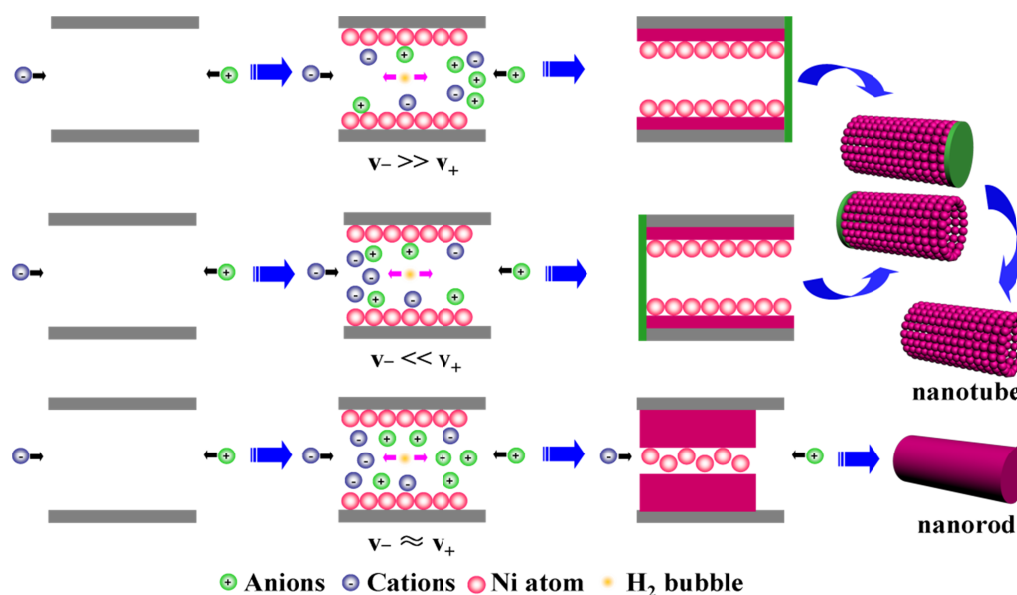 v₋ >> v₊
v₋ << v₊
nanotube
v₋ ≈ v₊
nanorod
Anions Cations Ni atom H₂ bubble